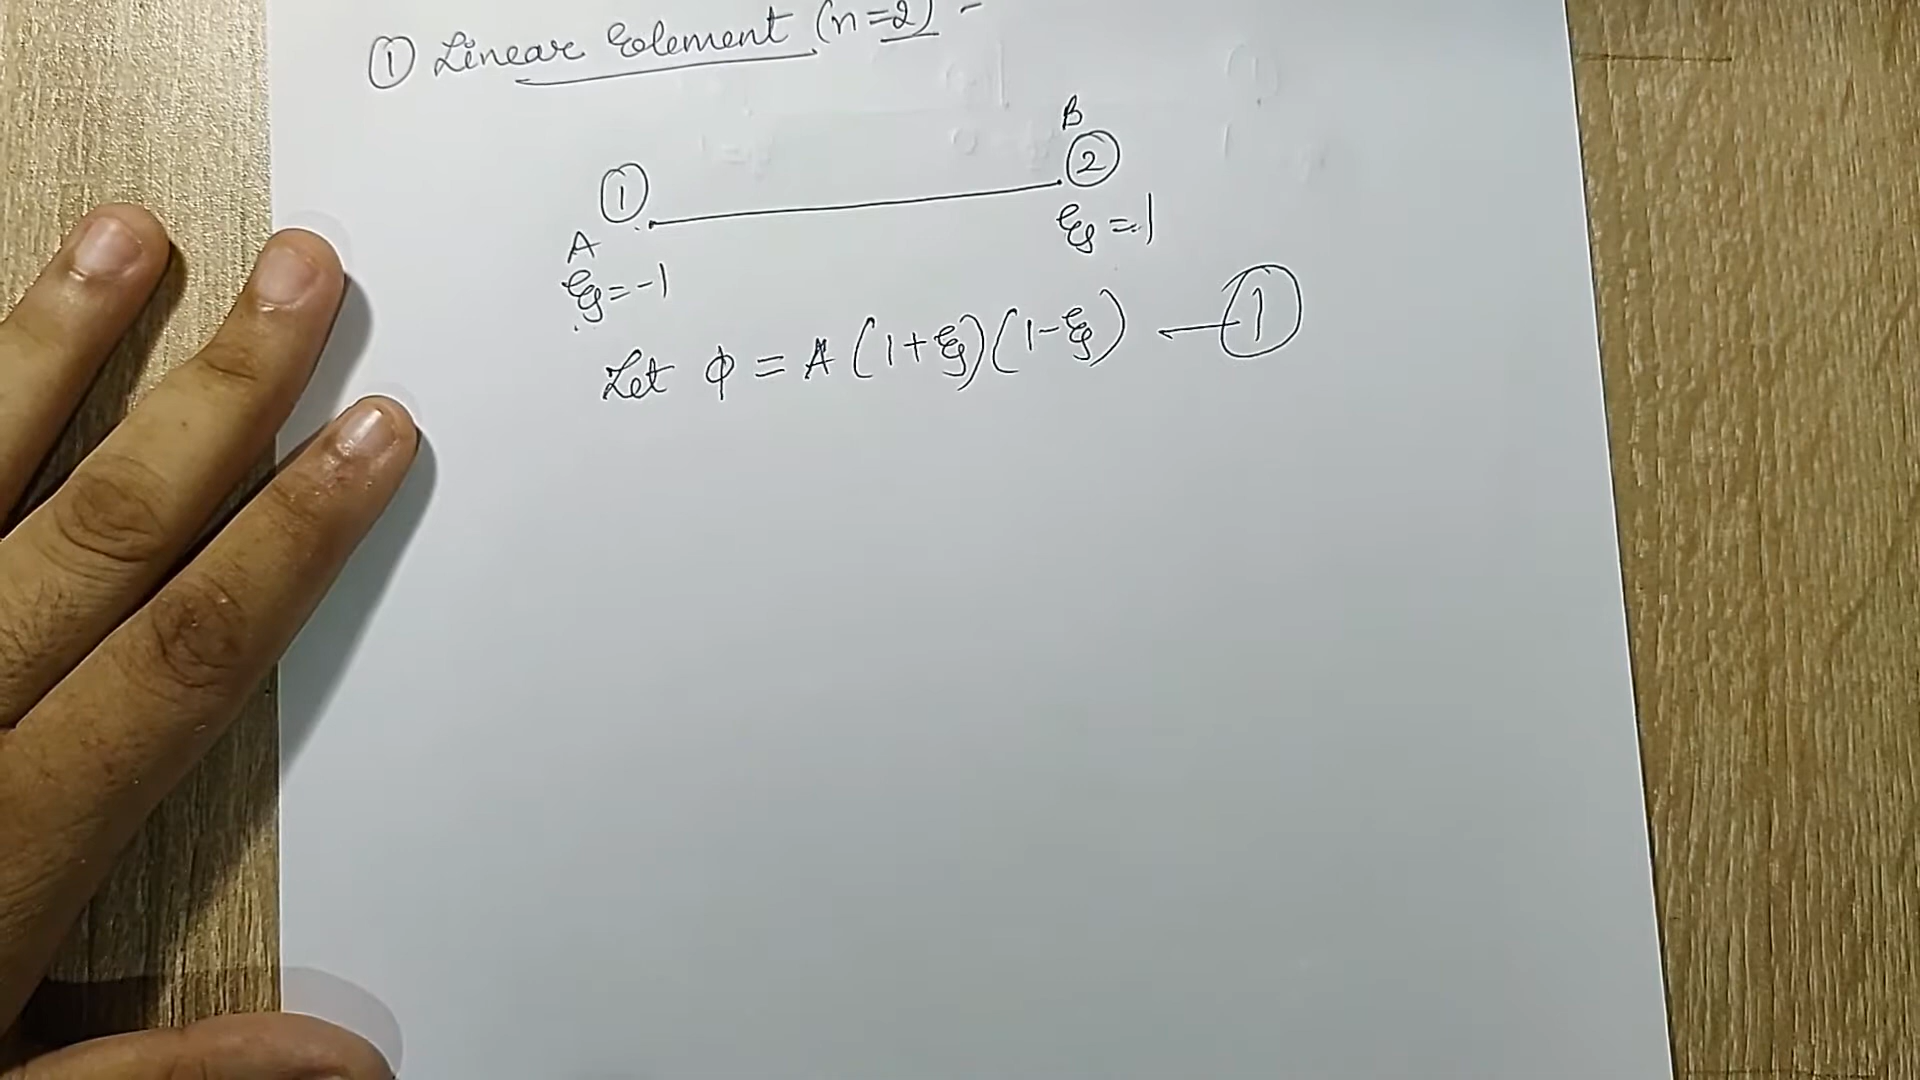 ① Linear Element (n=2) -
B
① ②
A ξ=1
ξ=-1
Let φ = A (1+ξ)(1-ξ) ← ①